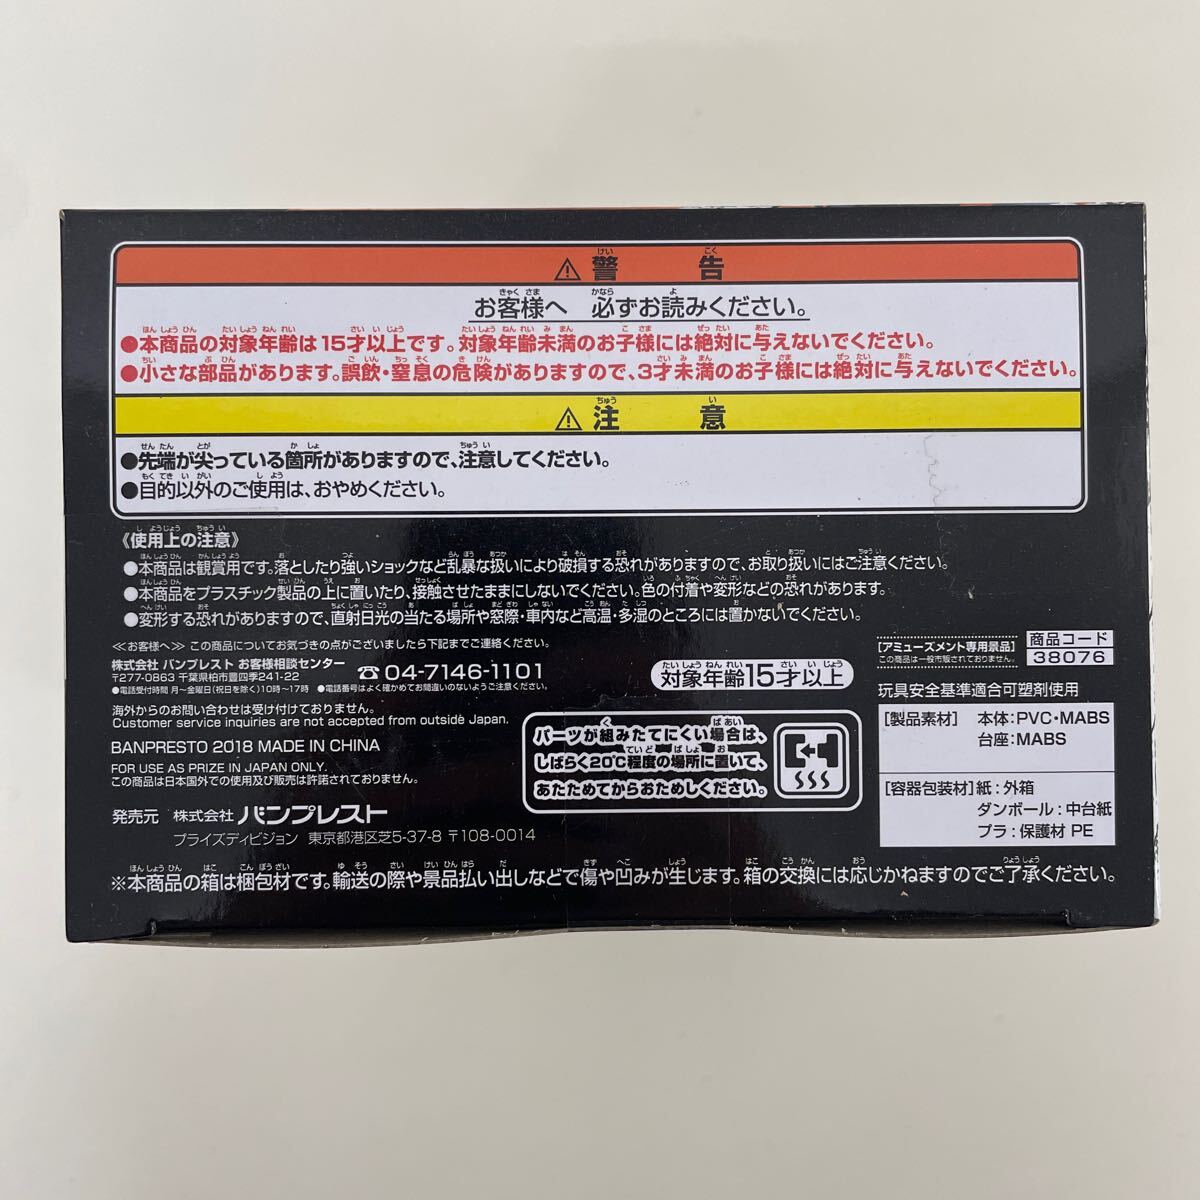 ⚠警告
お客様へ 必ずお読みください。
●本商品の対象年齢は15才以上です。対象年齢未満のお子様には絶対に与えないでください。
●小さな部品があります。誤飲・窒息の危険がありますので、3才未満のお子様には絶対に与えないでください。
⚠注意
●先端が尖っている箇所がありますので、注意してください。
●目的以外のご使用は、おやめください。
《使用上の注意》
●本商品は観賞用です。落としたり強いショックなど乱暴な扱いにより破損する恐れがありますので、お取り扱いにはご注意ください。
●本商品をプラスチック製品の上に置いたり、接触させたままにしないでください。色の付着や変形などの恐れがあります。
●変形する恐れがありますので、直射日光の当たる場所や窓際・車内など高温・多湿のところには置かないでください。
≪お客様へ≫ この商品についてお気づきの点がございましたら下記までご連絡ください。
株式会社 バンプレスト お客様相談センター
〒277-0863 千葉県柏市豊四季241-22
☎04-7146-1101
●電話受付時間 月〜金曜日(祝日を除く)10時〜17時 ●電話番号はよく確かめてお間違いのないようご注意ください。
海外からのお問い合わせは受け付けておりません。
Customer service inquiries are not accepted from outside Japan.
BANPRESTO 2018 MADE IN CHINA
FOR USE AS PRIZE IN JAPAN ONLY.
この商品は日本国外での使用及び販売は許諾されておりません。
発売元 株式会社 バンプレスト
プライズディビジョン 東京都港区芝5-37-8 〒108-0014
対象年齢15才以上
パーツが組みたてにくい場合は、
しばらく20℃程度の場所に置いて、
あたためてからおためしください。
[アミューズメント専用景品]
この商品は一般市販されておりません。
商品コード
38076
玩具安全基準適合可塑剤使用
[製品素材] 本体:PVC・MABS
台座:MABS
[容器包装材] 紙:外箱
ダンボール:中台紙
プラ:保護材 PE
※本商品の箱は梱包材です。輸送の際や景品払い出しなどで傷や凹みが生じます。箱の交換には応じかねますのでご了承ください。